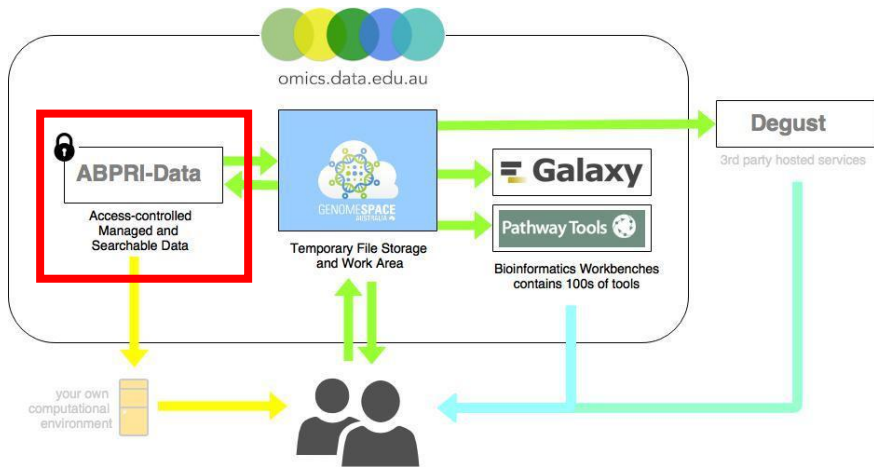 omics.data.edu.au
ABPRI-Data
Access-controlled
Managed and
Searchable Data
GENOMESPACE
AUSTRALIA
Temporary File Storage
and Work Area
Galaxy
Pathway Tools
Bioinformatics Workbenches
contains 100s of tools
Degust
3rd party hosted services
your own
computational
environment